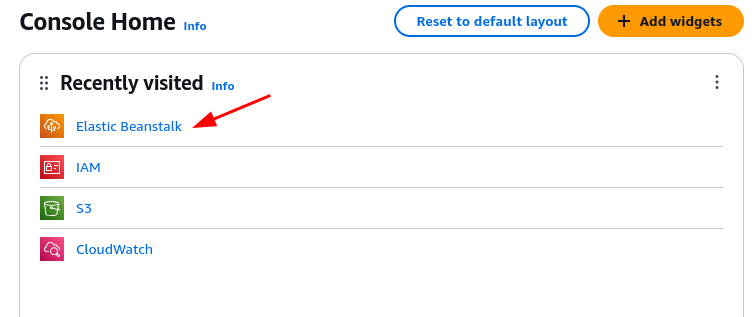 Console Home Info
Reset to default layout
+ Add widgets
Recently visited Info
Elastic Beanstalk
IAM
S3
CloudWatch